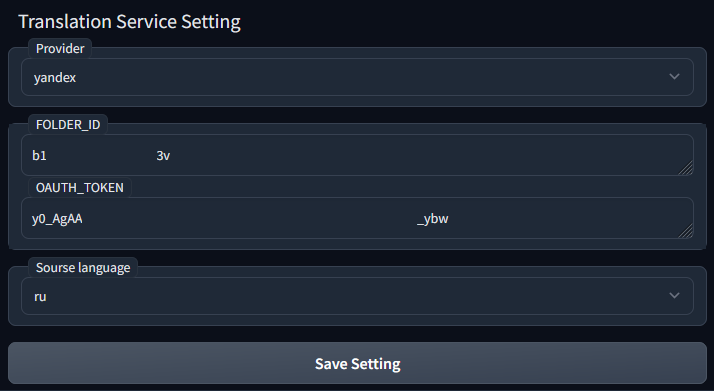 Translation Service Setting
Provider
yandex
FOLDER_ID
b1 3v
OAUTH_TOKEN
y0_AgAA _ybw
Sourse language
ru
Save Setting